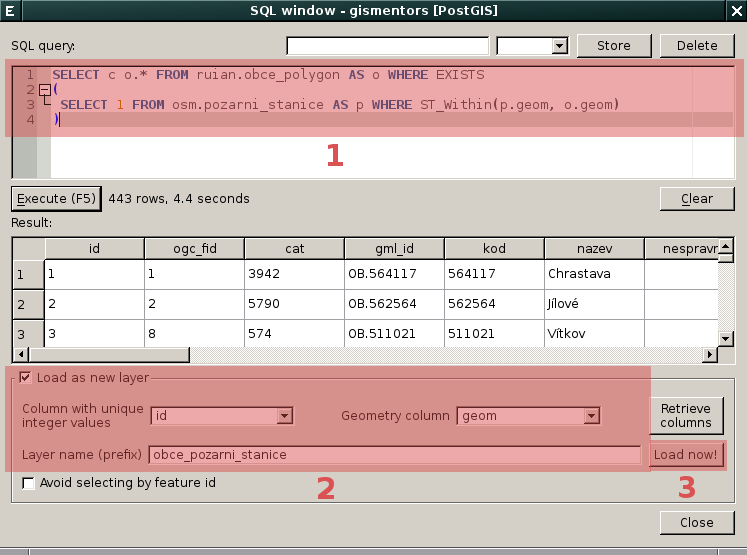 SQL window - gismentors [PostGIS]
SQL query:
Store
Delete
1 SELECT c o.* FROM ruian.obce_polygon AS o WHERE EXISTS
2 (
3 SELECT 1 FROM osm.pozarni_stanice AS p WHERE ST_Within(p.geom, o.geom)
4 )
1
Execute (F5) 443 rows, 4.4 seconds Clear
Result:
id ogc_fid cat gml_id kod nazev nespravr
1 1 1 3942 OB.564117 564117 Chrastava
2 2 2 5790 OB.562564 562564 Jílové
3 3 8 574 OB.511021 511021 Vítkov
Load as new layer
Column with unique
integer values
id
Geometry column
geom
Retrieve
columns
Layer name (prefix) obce_pozarni_stanice Load now!
Avoid selecting by feature id
2
3
Close